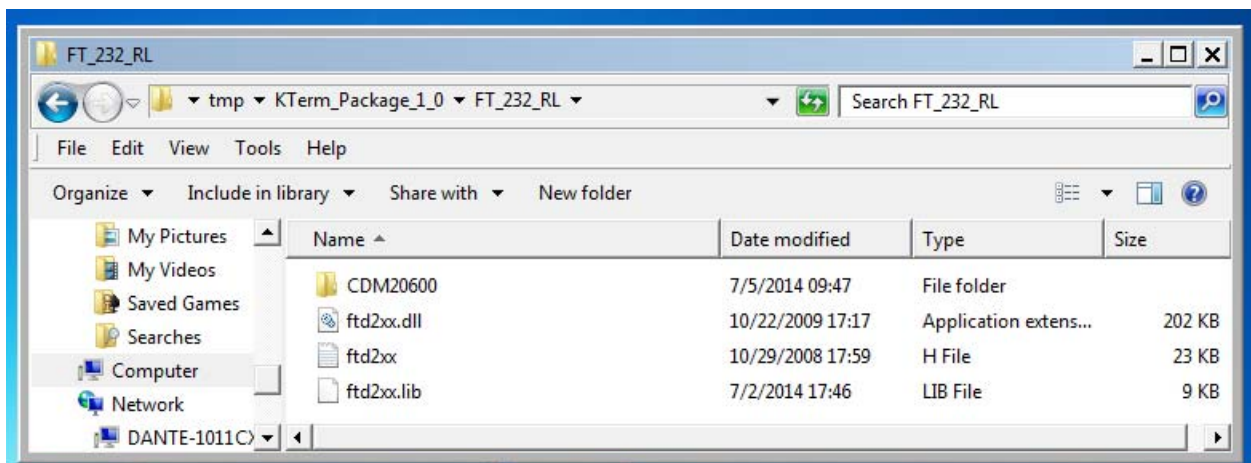 FT_232_RL
tmp KTerm_Package_1_0 FT_232_RL Search FT_232_RL
File Edit View Tools Help
Organize Include in library Share with New folder
My Pictures
My Videos
Saved Games
Searches
Computer
Network
DANTE-1011C
Name Date modified Type Size
CDM20600 7/5/2014 09:47 File folder
ftd2xx.dll 10/22/2009 17:17 Application extens... 202 KB
ftd2xx 10/29/2008 17:59 H File 23 KB
ftd2xx.lib 7/2/2014 17:46 LIB File 9 KB